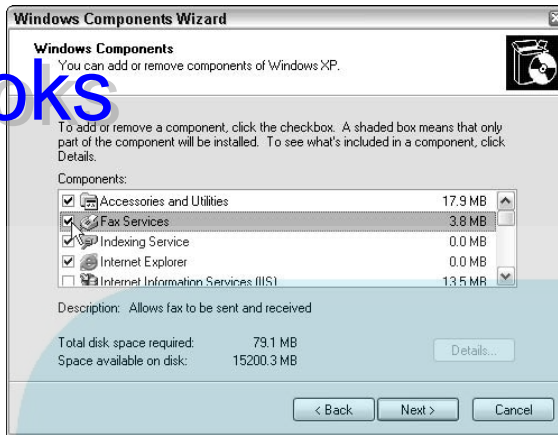 Windows Components Wizard
Windows Components
You can add or remove components of Windows XP.
oks
To add or remove a component, click the checkbox. A shaded box means that only
part of the component will be installed. To see what's included in a component, click
Details.
Components:
Accessories and Utilities 17.9 MB
Fax Services 3.8 MB
Indexing Service 0.0 MB
Internet Explorer 0.0 MB
Internet Information Services (IIS) 13.5 MB
Description: Allows fax to be sent and received
Total disk space required: 79.1 MB
Space available on disk: 15200.3 MB
Details...
< Back Next > Cancel